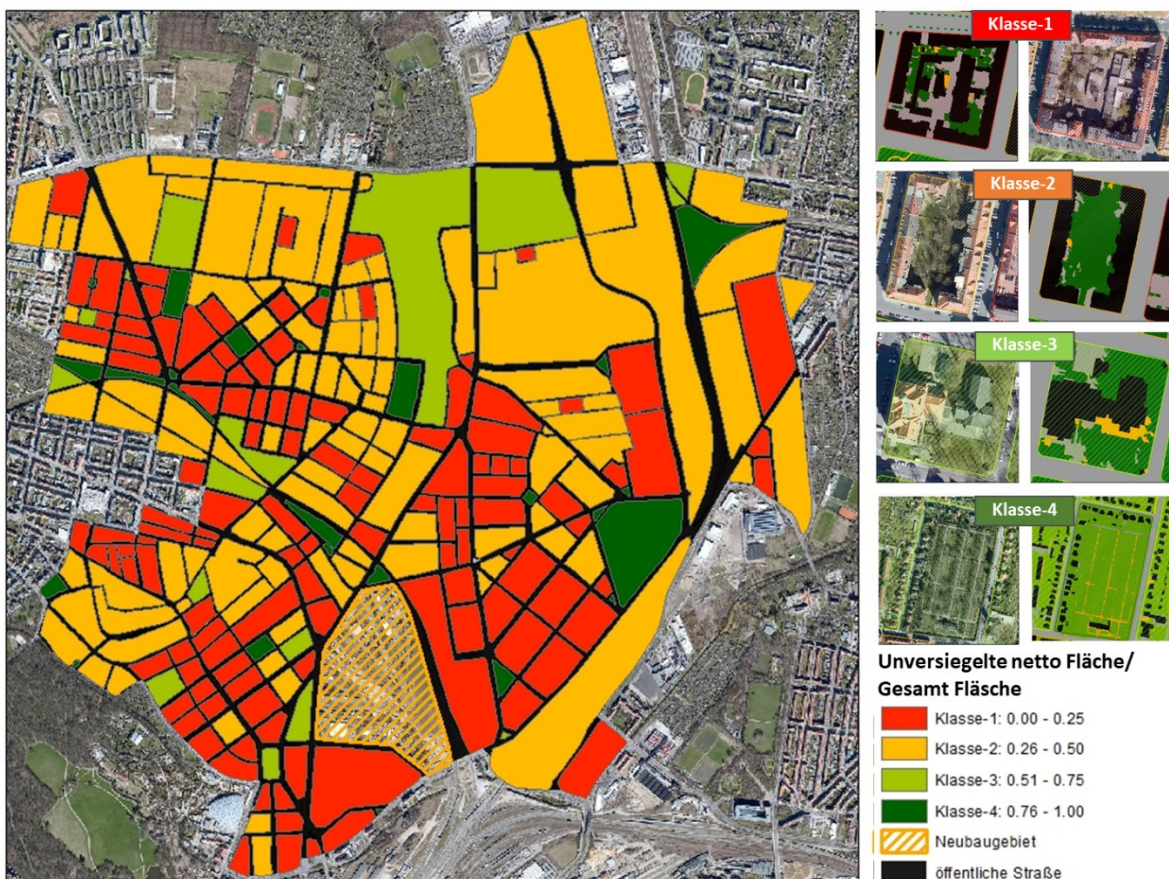 Klasse-1
Klasse-2
Klasse-3
Klasse-4
Unversiegelte netto Fläche/
Gesamt Fläsche
Klasse-1: 0.00 - 0.25
Klasse-2: 0.26 - 0.50
Klasse-3: 0.51 - 0.75
Klasse-4: 0.76 - 1.00
Neubaugebiet
öffentliche Straße